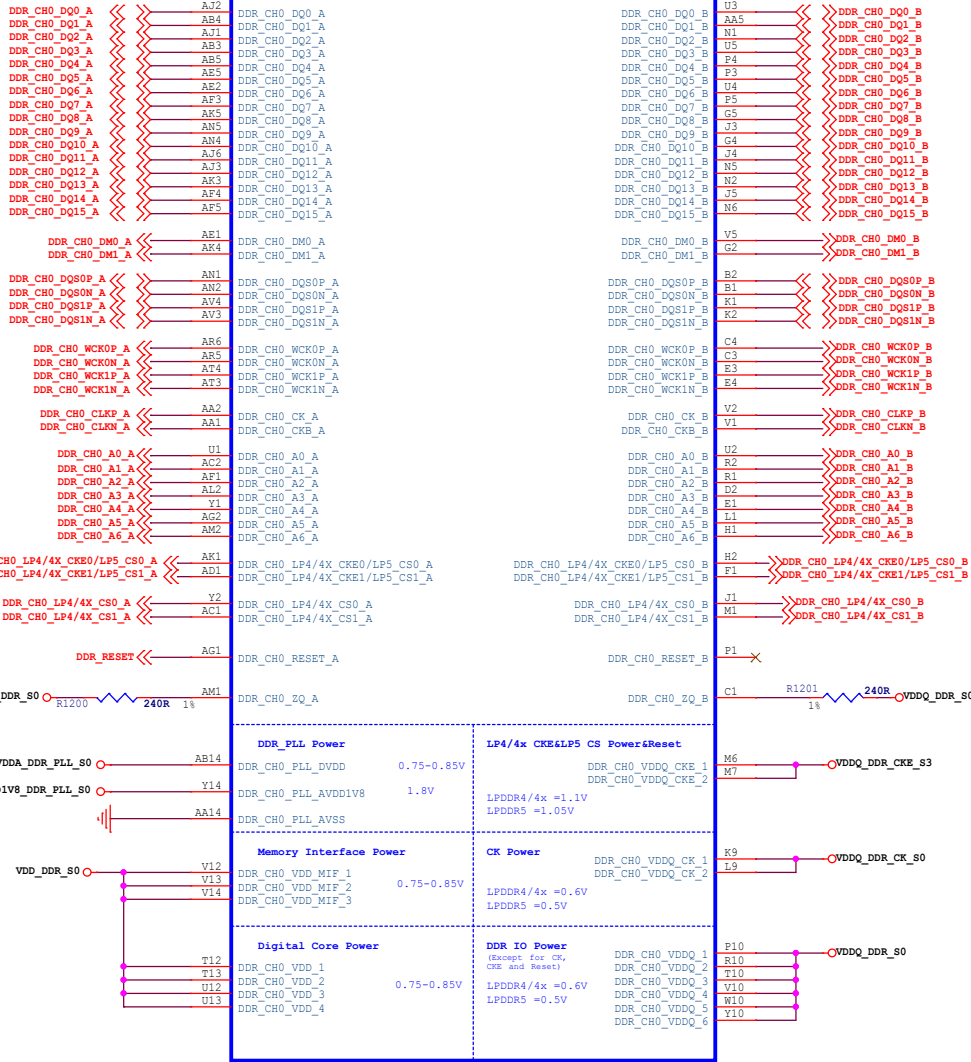 DDR_CH0_DQ0_A AJ2 DDR_CH0_DQ0_A DDR_CH0_DQ0_B U3 DDR_CH0_DQ0_B
DDR_CH0_DQ1_A AB4 DDR_CH0_DQ1_A DDR_CH0_DQ1_B AA5 DDR_CH0_DQ1_B
DDR_CH0_DQ2_A AJ1 DDR_CH0_DQ2_A DDR_CH0_DQ2_B N1 DDR_CH0_DQ2_B
DDR_CH0_DQ3_A AB3 DDR_CH0_DQ3_A DDR_CH0_DQ3_B U5 DDR_CH0_DQ3_B
DDR_CH0_DQ4_A AB5 DDR_CH0_DQ4_A DDR_CH0_DQ4_B P4 DDR_CH0_DQ4_B
DDR_CH0_DQ5_A AE5 DDR_CH0_DQ5_A DDR_CH0_DQ5_B P3 DDR_CH0_DQ5_B
DDR_CH0_DQ6_A AE2 DDR_CH0_DQ6_A DDR_CH0_DQ6_B U4 DDR_CH0_DQ6_B
DDR_CH0_DQ7_A AF3 DDR_CH0_DQ7_A DDR_CH0_DQ7_B P5 DDR_CH0_DQ7_B
DDR_CH0_DQ8_A AK5 DDR_CH0_DQ8_A DDR_CH0_DQ8_B G5 DDR_CH0_DQ8_B
DDR_CH0_DQ9_A AN5 DDR_CH0_DQ9_A DDR_CH0_DQ9_B J3 DDR_CH0_DQ9_B
DDR_CH0_DQ10_A AN4 DDR_CH0_DQ10_A DDR_CH0_DQ10_B G4 DDR_CH0_DQ10_B
DDR_CH0_DQ11_A AJ6 DDR_CH0_DQ11_A DDR_CH0_DQ11_B J4 DDR_CH0_DQ11_B
DDR_CH0_DQ12_A AJ3 DDR_CH0_DQ12_A DDR_CH0_DQ12_B N5 DDR_CH0_DQ12_B
DDR_CH0_DQ13_A AK3 DDR_CH0_DQ13_A DDR_CH0_DQ13_B N2 DDR_CH0_DQ13_B
DDR_CH0_DQ14_A AF4 DDR_CH0_DQ14_A DDR_CH0_DQ14_B J5 DDR_CH0_DQ14_B
DDR_CH0_DQ15_A AF5 DDR_CH0_DQ15_A DDR_CH0_DQ15_B N6 DDR_CH0_DQ15_B
DDR_CH0_DM0_A AE1 DDR_CH0_DM0_A DDR_CH0_DM0_B V5 DDR_CH0_DM0_B
DDR_CH0_DM1_A AK4 DDR_CH0_DM1_A DDR_CH0_DM1_B G2 DDR_CH0_DM1_B
DDR_CH0_DQS0P_A AN1 DDR_CH0_DQS0P_A DDR_CH0_DQS0P_B B2 DDR_CH0_DQS0P_B
DDR_CH0_DQS0N_A AN2 DDR_CH0_DQS0N_A DDR_CH0_DQS0N_B B1 DDR_CH0_DQS0N_B
DDR_CH0_DQS1P_A AV4 DDR_CH0_DQS1P_A DDR_CH0_DQS1P_B K1 DDR_CH0_DQS1P_B
DDR_CH0_DQS1N_A AV3 DDR_CH0_DQS1N_A DDR_CH0_DQS1N_B K2 DDR_CH0_DQS1N_B
DDR_CH0_WCK0P_A AR6 DDR_CH0_WCK0P_A DDR_CH0_WCK0P_B C4 DDR_CH0_WCK0P_B
DDR_CH0_WCK0N_A AR5 DDR_CH0_WCK0N_A DDR_CH0_WCK0N_B C3 DDR_CH0_WCK0N_B
DDR_CH0_WCK1P_A AT4 DDR_CH0_WCK1P_A DDR_CH0_WCK1P_B E3 DDR_CH0_WCK1P_B
DDR_CH0_WCK1N_A AT3 DDR_CH0_WCK1N_A DDR_CH0_WCK1N_B E4 DDR_CH0_WCK1N_B
DDR_CH0_CLKP_A AA2 DDR_CH0_CK_A DDR_CH0_CK_B V2 DDR_CH0_CLKP_B
DDR_CH0_CLKN_A AA1 DDR_CH0_CKB_A DDR_CH0_CKB_B V1 DDR_CH0_CLKN_B
DDR_CH0_A0_A U1 DDR_CH0_A0_A DDR_CH0_A0_B U2 DDR_CH0_A0_B
DDR_CH0_A1_A AC2 DDR_CH0_A1_A DDR_CH0_A1_B R2 DDR_CH0_A1_B
DDR_CH0_A2_A AF1 DDR_CH0_A2_A DDR_CH0_A2_B R1 DDR_CH0_A2_B
DDR_CH0_A3_A AL2 DDR_CH0_A3_A DDR_CH0_A3_B D2 DDR_CH0_A3_B
DDR_CH0_A4_A Y1 DDR_CH0_A4_A DDR_CH0_A4_B E1 DDR_CH0_A4_B
DDR_CH0_A5_A AG2 DDR_CH0_A5_A DDR_CH0_A5_B L1 DDR_CH0_A5_B
DDR_CH0_A6_A AM2 DDR_CH0_A6_A DDR_CH0_A6_B H1 DDR_CH0_A6_B
CH0_LP4/4X_CKE0/LP5_CS0_A AK1 DDR_CH0_LP4/4X_CKE0/LP5_CS0_A DDR_CH0_LP4/4X_CKE0/LP5_CS0_B H2 DDR_CH0_LP4/4X_CKE0/LP5_CS0_B
CH0_LP4/4X_CKE1/LP5_CS1_A AD1 DDR_CH0_LP4/4X_CKE1/LP5_CS1_A DDR_CH0_LP4/4X_CKE1/LP5_CS1_B F1 DDR_CH0_LP4/4X_CKE1/LP5_CS1_B
DDR_CH0_LP4/4X_CS0_A Y2 DDR_CH0_LP4/4X_CS0_A DDR_CH0_LP4/4X_CS0_B J1 DDR_CH0_LP4/4X_CS0_B
DDR_CH0_LP4/4X_CS1_A AC1 DDR_CH0_LP4/4X_CS1_A DDR_CH0_LP4/4X_CS1_B M1 DDR_CH0_LP4/4X_CS1_B
DDR_RESET AG1 DDR_CH0_RESET_A DDR_CH0_RESET_B P1
_DDR_S0 R1200 240R 1% AM1 DDR_CH0_ZQ_A DDR_CH0_ZQ_B C1 R1201 1% 240R VDDQ_DDR_S0
DDR_PLL Power LP4/4x CKE&LP5 CS Power&Reset
VDDA_DDR_PLL_S0 AB14 DDR_CH0_PLL_DVDD 0.75-0.85V DDR_CH0_VDDQ_CKE_1 M6 VDDQ_DDR_CKE_S3
DDR_CH0_VDDQ_CKE_2 M7
D1V8_DDR_PLL_S0 Y14 DDR_CH0_PLL_AVDD1V8 1.8V LPDDR4/4x =1.1V
LPDDR5 =1.05V
AA14 DDR_CH0_PLL_AVSS
Memory Interface Power CK Power
DDR_CH0_VDDQ_CK_1 K9 VDDQ_DDR_CK_S0
VDD_DDR_S0 V12 DDR_CH0_VDD_MIF_1 DDR_CH0_VDDQ_CK_2 L9
V13 DDR_CH0_VDD_MIF_2 0.75-0.85V LPDDR4/4x =0.6V
V14 DDR_CH0_VDD_MIF_3 LPDDR5 =0.5V
Digital Core Power DDR IO Power
(Except for CK,
CKE and Reset)
DDR_CH0_VDDQ_1 P10 VDDQ_DDR_S0
T12 DDR_CH0_VDD_1 DDR_CH0_VDDQ_2 R10
T13 DDR_CH0_VDD_2 0.75-0.85V LPDDR4/4x =0.6V DDR_CH0_VDDQ_3 T10
U12 DDR_CH0_VDD_3 LPDDR5 =0.5V DDR_CH0_VDDQ_4 V10
U13 DDR_CH0_VDD_4 DDR_CH0_VDDQ_5 W10
DDR_CH0_VDDQ_6 Y10